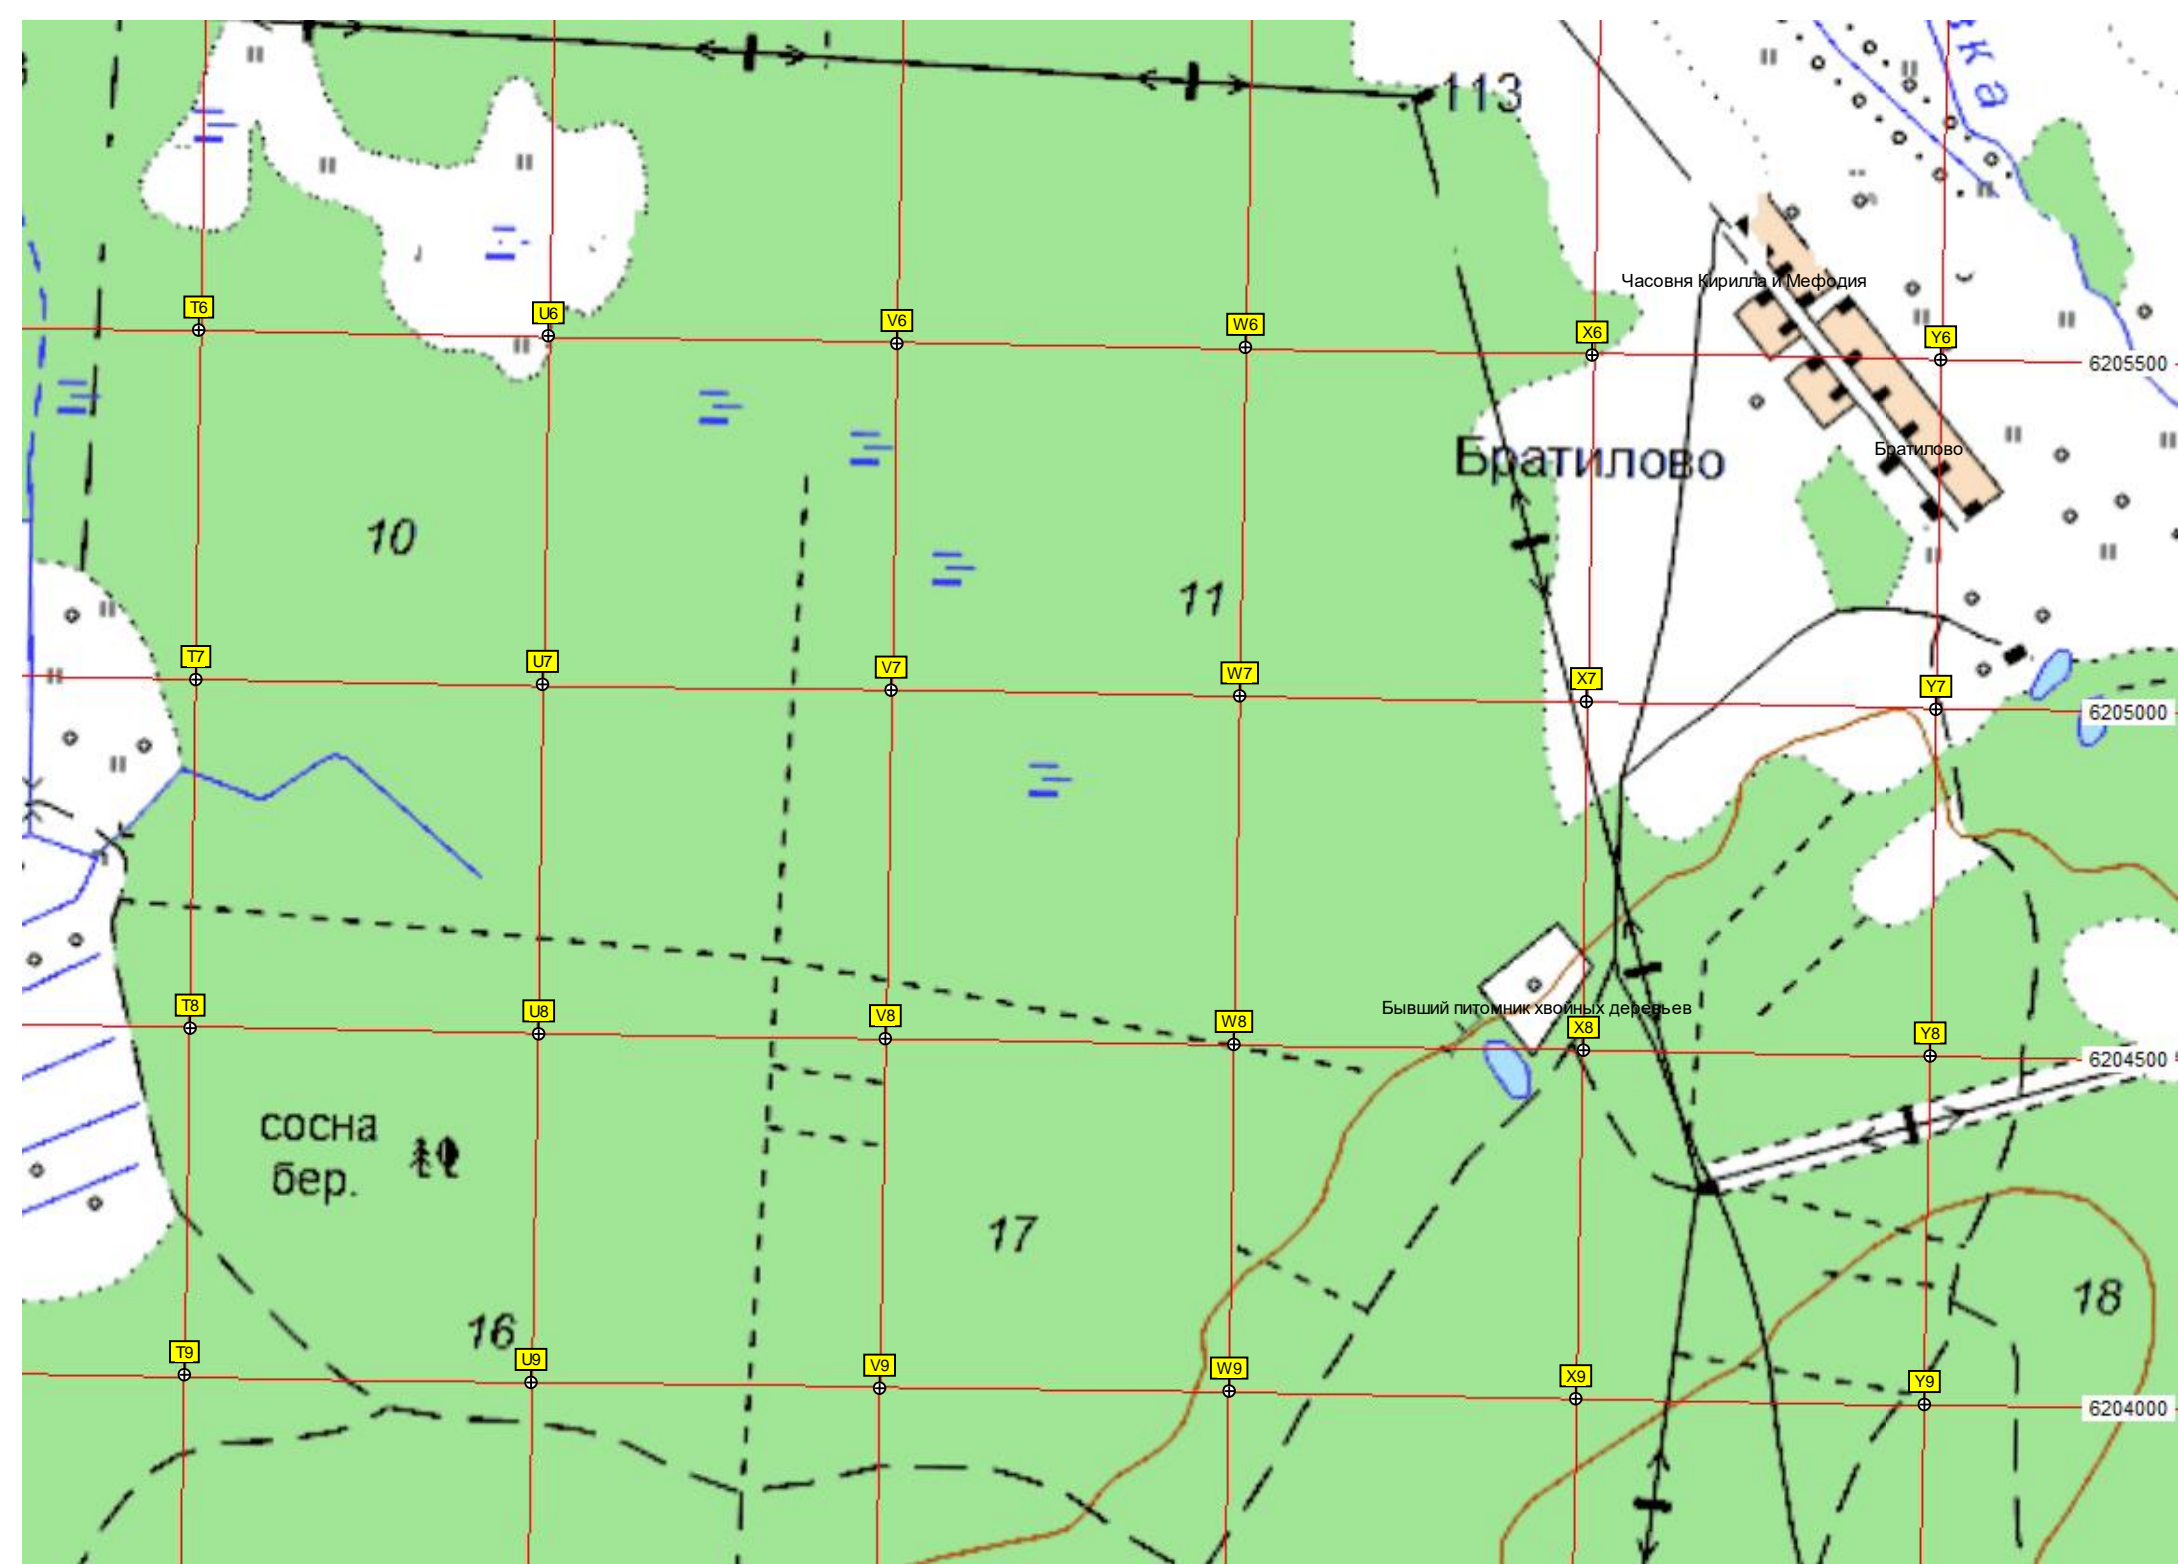 113
вка
Часовня Кирилла и Мефодия
T6
U6
V6
W6
X6
Y6
6205500
Братилово
Братилово
10
11
T7
U7
V7
W7
X7
Y7
6205000
Бывший питомник хвойных деревьев
T8
U8
V8
W8
X8
Y8
6204500
сосна
бер.
17
18
16
T9
U9
V9
W9
X9
Y9
6204000